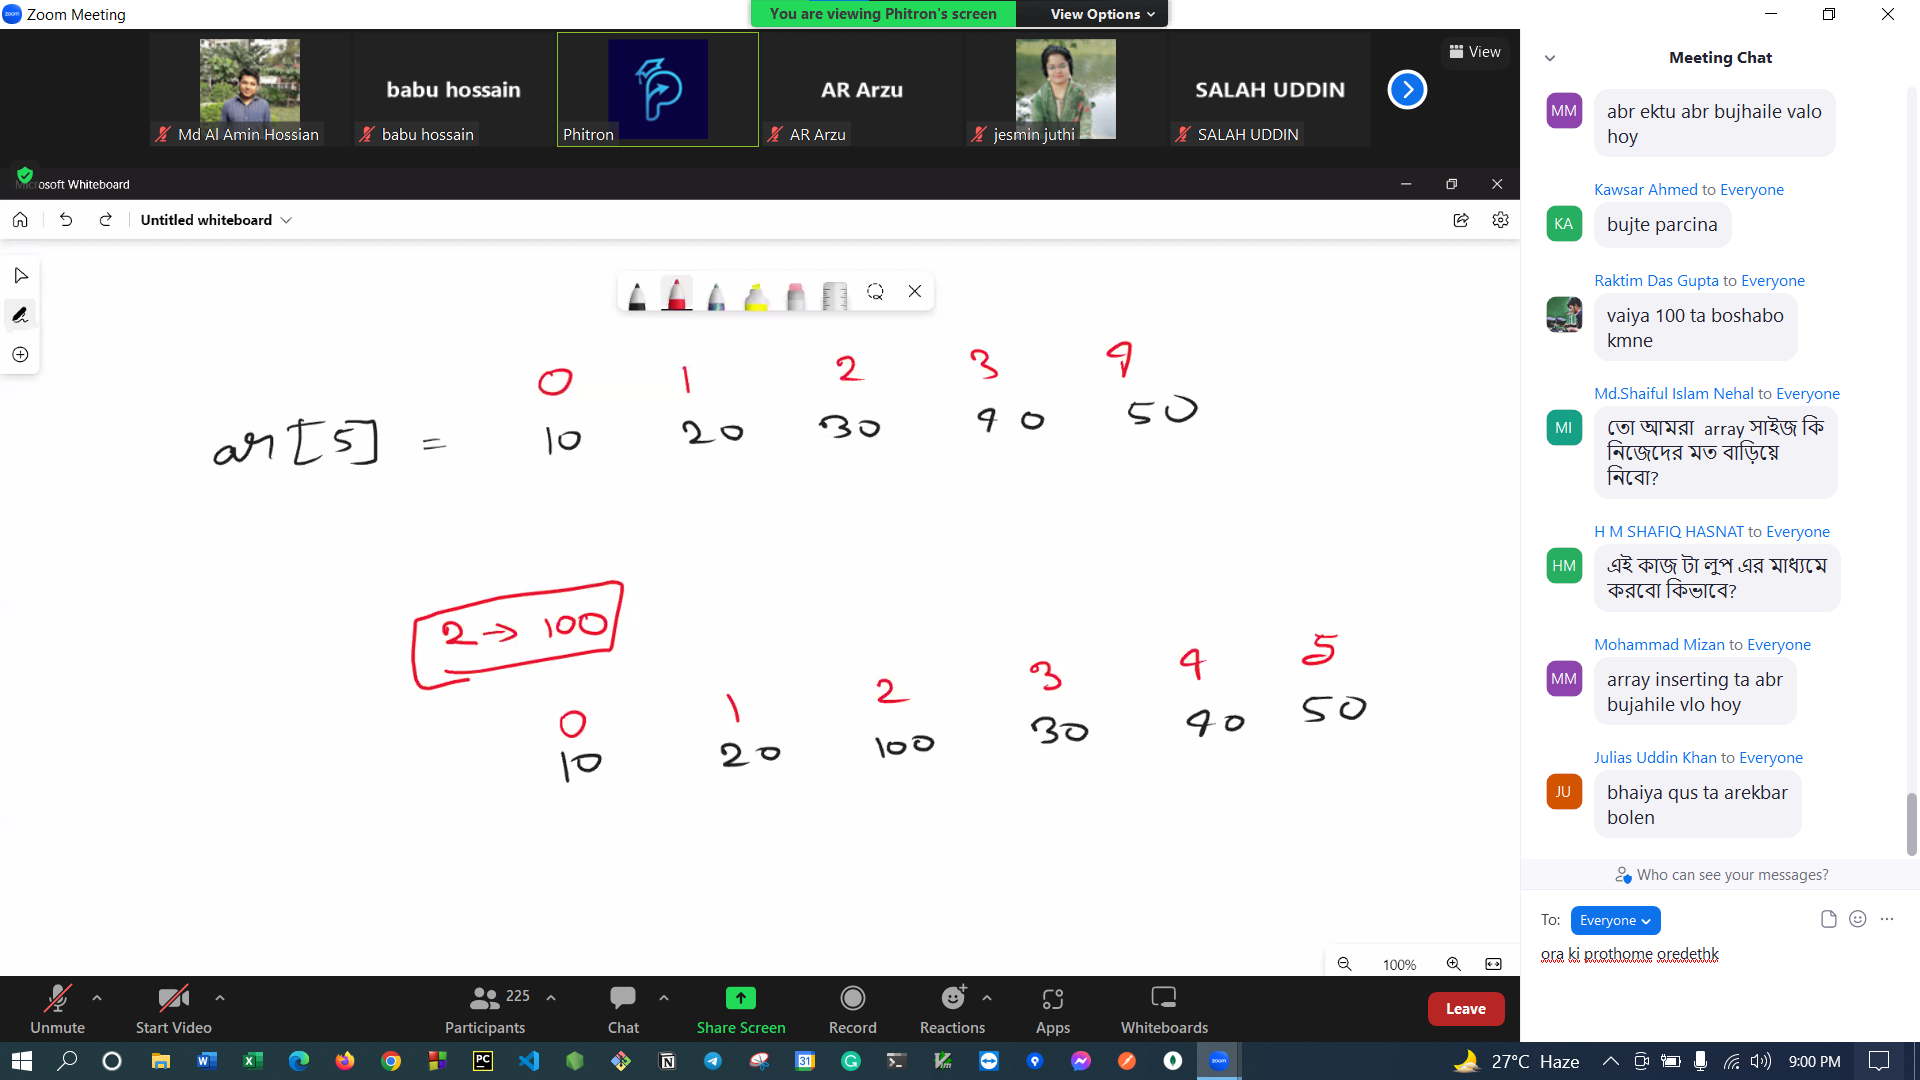 Zoom Meeting
You are viewing Phitron's screen
View Options
View
babu hossain
AR Arzu
SALAH UDDIN
Md Al Amin Hossian
babu hossain
Phitron
AR Arzu
jesmin juthi
SALAH UDDIN
Microsoft Whiteboard
Untitled whiteboard
0 1 2 3 4
ar[5] = 10 20 30 40 50
2 → 100
0 1 2 3 4 5
10 20 100 30 40 50
100%
Meeting Chat
MM
abr ektu abr bujhaile valo
hoy
Kawsar Ahmed to Everyone
KA
bujte parcina
Raktim Das Gupta to Everyone
vaiya 100 ta boshabo
kmne
Md.Shaiful Islam Nehal to Everyone
MI
তো আমরা array সাইজ কি
নিজেদের মত বাড়িয়ে
নিবো?
H M SHAFIQ HASNAT to Everyone
HM
এই কাজ টা লুপ এর মাধ্যমে
করবো কিভাবে?
Mohammad Mizan to Everyone
MM
array inserting ta abr
bujahile vlo hoy
Julias Uddin Khan to Everyone
JU
bhaiya qus ta arekbar
bolen
Who can see your messages?
To: Everyone
ora ki prothome oredethk
Unmute
Start Video
225
Participants
Chat
Share Screen
Record
Reactions
Apps
Whiteboards
Leave
27°C Haze
9:00 PM